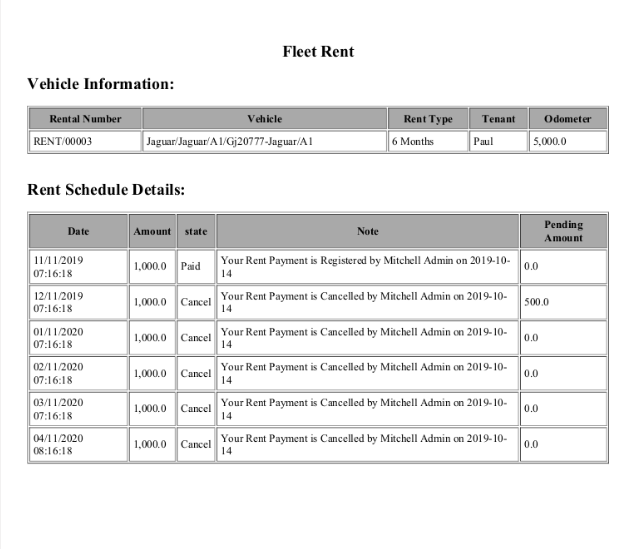 Fleet Rent
Vehicle Information:
Rental Number Vehicle Rent Type Tenant Odometer
RENT/00003 Jaguar/Jaguar/A1/Gj20777-Jaguar/A1 6 Months Paul 5,000.0
Rent Schedule Details:
Date Amount state Note Pending Amount
11/11/2019 07:16:18 1,000.0 Paid Your Rent Payment is Registered by Mitchell Admin on 2019-10-14 0.0
12/11/2019 07:16:18 1,000.0 Cancel Your Rent Payment is Cancelled by Mitchell Admin on 2019-10-14 500.0
01/11/2020 07:16:18 1,000.0 Cancel Your Rent Payment is Cancelled by Mitchell Admin on 2019-10-14 0.0
02/11/2020 07:16:18 1,000.0 Cancel Your Rent Payment is Cancelled by Mitchell Admin on 2019-10-14 0.0
03/11/2020 07:16:18 1,000.0 Cancel Your Rent Payment is Cancelled by Mitchell Admin on 2019-10-14 0.0
04/11/2020 08:16:18 1,000.0 Cancel Your Rent Payment is Cancelled by Mitchell Admin on 2019-10-14 0.0